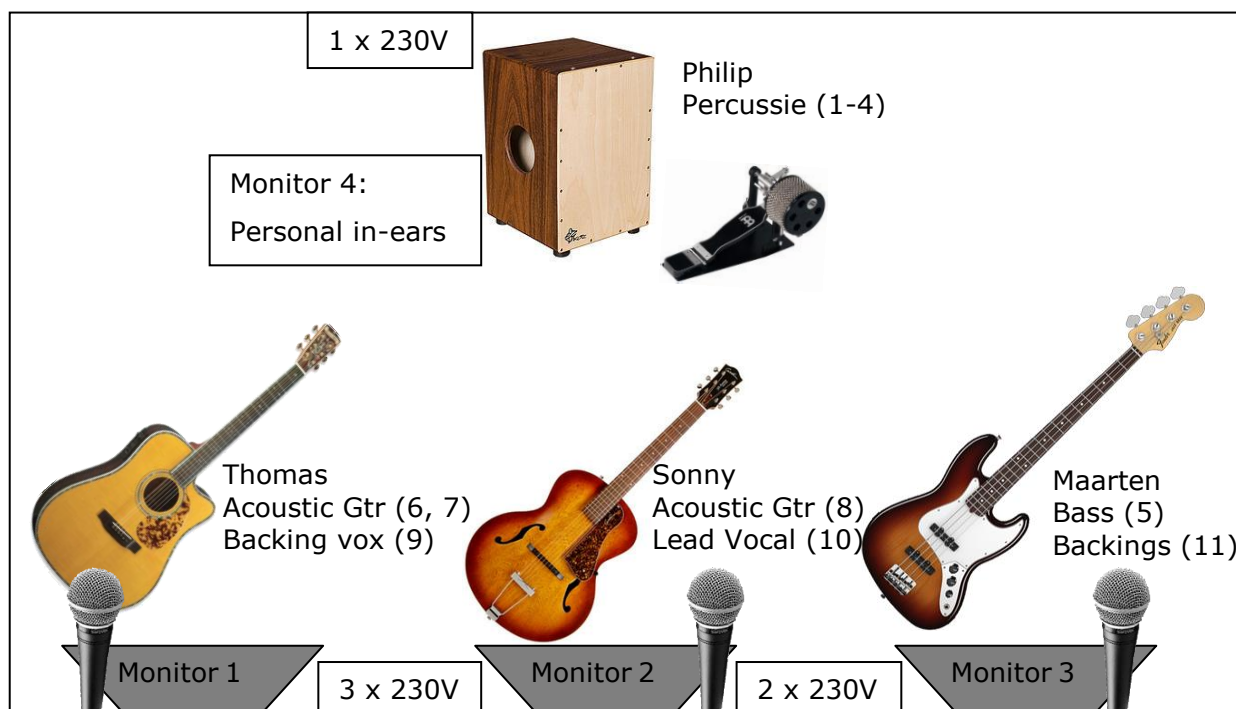 1 x 230V
Philip
Percussie (1-4)
Monitor 4:
Personal in-ears
Thomas
Acoustic Gtr (6, 7)
Backing vox (9)
Sonny
Acoustic Gtr (8)
Lead Vocal (10)
Maarten
Bass (5)
Backings (11)
Monitor 1
3 x 230V
Monitor 2
2 x 230V
Monitor 3